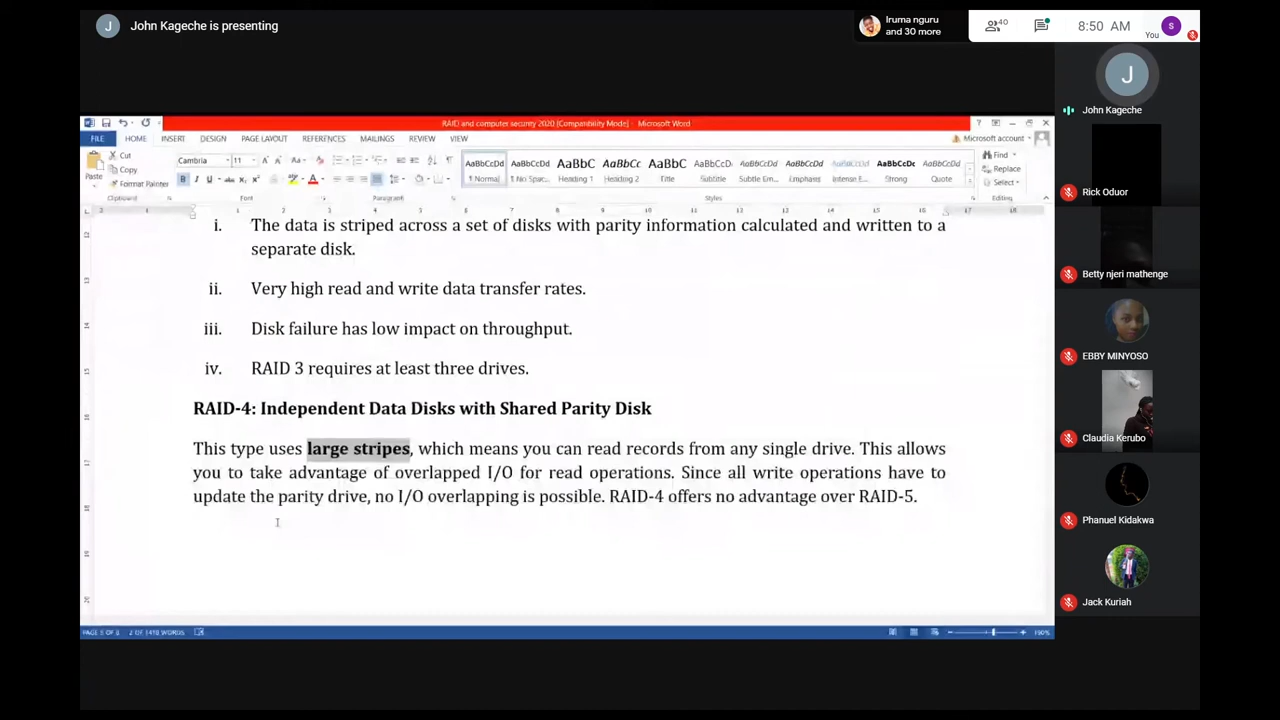 J John Kageche is presenting
Iruma nguru
and 30 more
40
8:50 AM
You
S
RAID and computer security 2020 [Compatibility Mode] - Microsoft Word
FILE HOME INSERT DESIGN PAGE LAYOUT REFERENCES MAILINGS REVIEW VIEW
Microsoft account
Cut
Copy
Format Painter
Paste
Clipboard
Cambria 11
Font
Paragraph
AaBbCcDd AaBbCcDd AaBbC AaBbCc AaBbC AaBbCcD AaBbCcDd AaBbCcDd AaBbCcDd AaBbCcDd AaBbCcDd
¶ Normal ¶ No Spac... Heading 1 Heading 2 Title Subtitle Subtle Em... Emphasis Intense E... Strong Quote
Styles
Find
Replace
Select
Editing
i. The data is striped across a set of disks with parity information calculated and written to a
separate disk.
ii. Very high read and write data transfer rates.
iii. Disk failure has low impact on throughput.
iv. RAID 3 requires at least three drives.
RAID-4: Independent Data Disks with Shared Parity Disk
This type uses large stripes, which means you can read records from any single drive. This allows
you to take advantage of overlapped I/O for read operations. Since all write operations have to
update the parity drive, no I/O overlapping is possible. RAID-4 offers no advantage over RAID-5.
2 OF 1419 WORDS
190%
J
John Kageche
Rick Oduor
Betty njeri mathenge
EBBY MINYOSO
Claudia Kerubo
Phanuel Kidakwa
Jack Kuriah